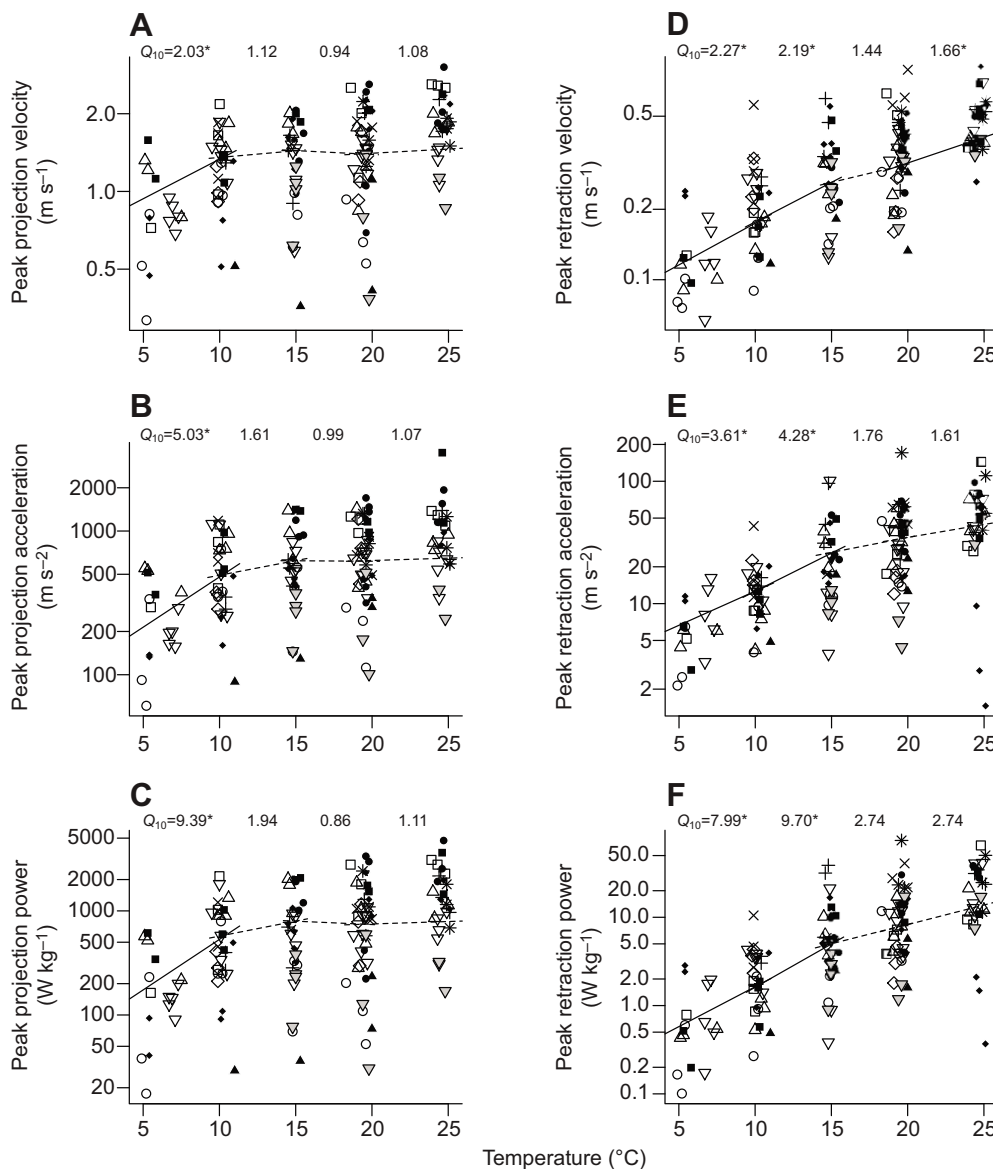 A
Q10=2.03* 1.12 0.94 1.08
Peak projection velocity
(m s–1)
2.0
1.0
0.5
5 10 15 20 25
D
Q10=2.27* 2.19* 1.44 1.66*
Peak retraction velocity
(m s–1)
0.5
0.2
0.1
5 10 15 20 25
B
Q10=5.03* 1.61 0.99 1.07
Peak projection acceleration
(m s–2)
2000
1000
500
200
100
5 10 15 20 25
E
Q10=3.61* 4.28* 1.76 1.61
Peak retraction acceleration
(m s–2)
200
100
50
20
10
5
2
5 10 15 20 25
C
Q10=9.39* 1.94 0.86 1.11
Peak projection power
(W kg–1)
5000
2000
1000
500
200
100
50
20
5 10 15 20 25
F
Q10=7.99* 9.70* 2.74 2.74
Peak retraction power
(W kg–1)
50.0
20.0
10.0
5.0
2.0
1.0
0.5
0.1
5 10 15 20 25
Temperature (°C)